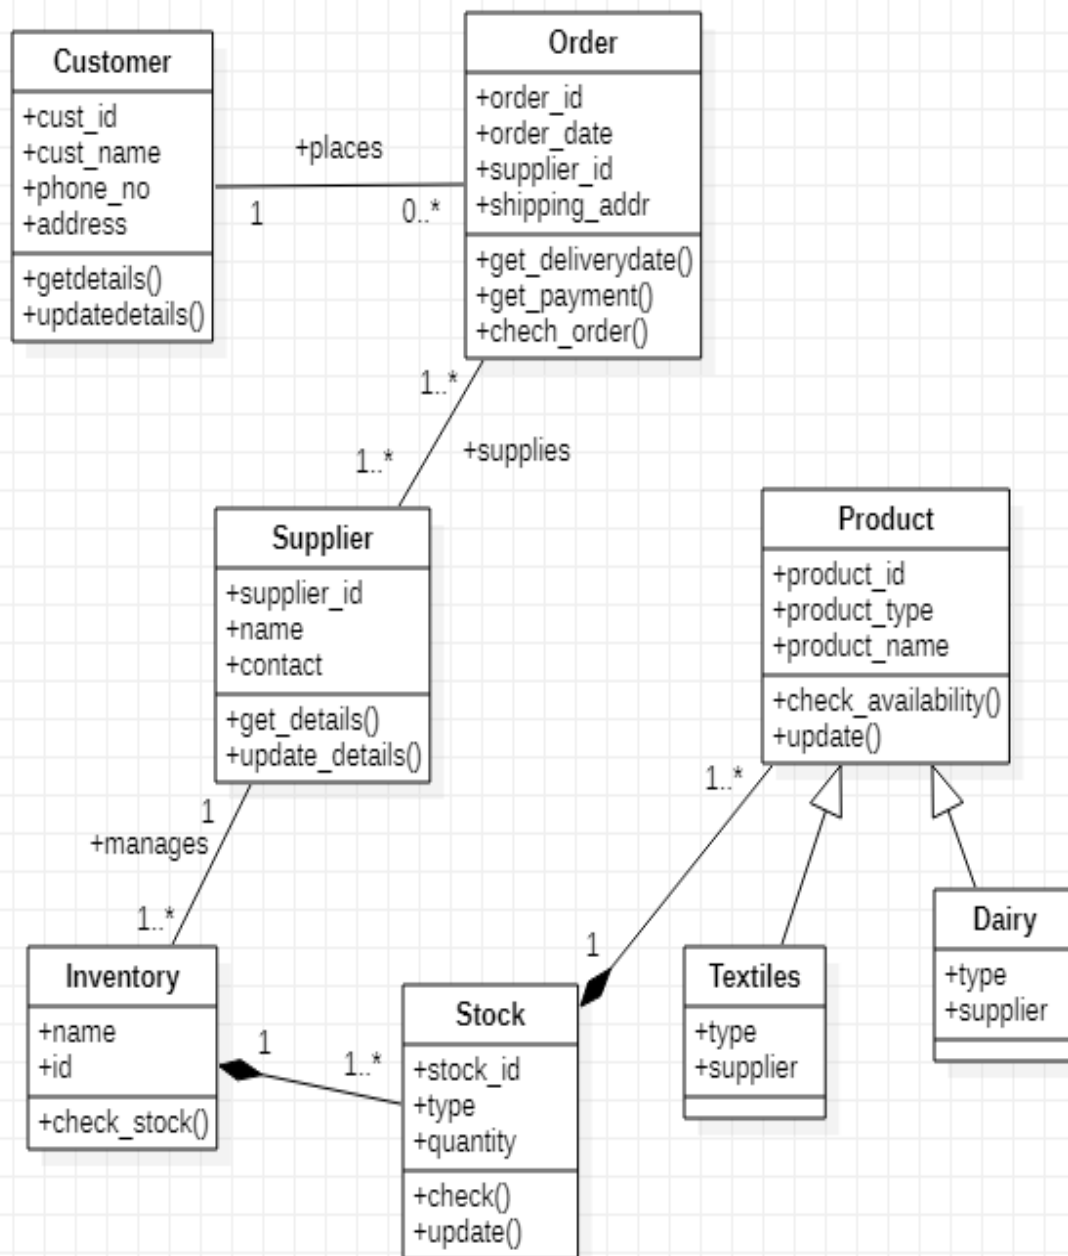 Customer
+cust_id
+cust_name
+phone_no
+address
+getdetails()
+updatedetails()
+places
1
0..*
Order
+order_id
+order_date
+supplier_id
+shipping_addr
+get_deliverydate()
+get_payment()
+chech_order()
1..*
+supplies
1..*
Supplier
+supplier_id
+name
+contact
+get_details()
+update_details()
Product
+product_id
+product_type
+product_name
+check_availability()
+update()
1
+manages
1..*
Inventory
+name
+id
+check_stock()
1
1..*
Stock
+stock_id
+type
+quantity
+check()
+update()
1..*
1
Textiles
+type
+supplier
Dairy
+type
+supplier